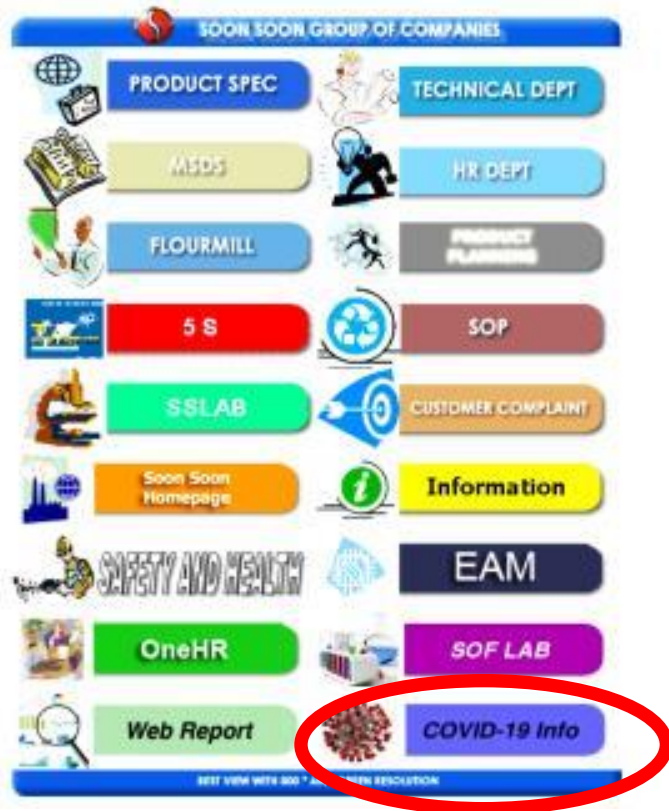 SOON SOON GROUP OF COMPANIES
PRODUCT SPEC
TECHNICAL DEPT
MSDS
HR DEPT
FLOURMILL
PRODUCT
PLANNING
5 S
SOP
SSLAB
CUSTOMER COMPLAINT
Soon Soon
Homepage
Information
SAFETY AND HEALTH
EAM
OneHR
SOF LAB
Web Report
COVID-19 Info
BEST VIEW WITH 800 * RESOLUTION